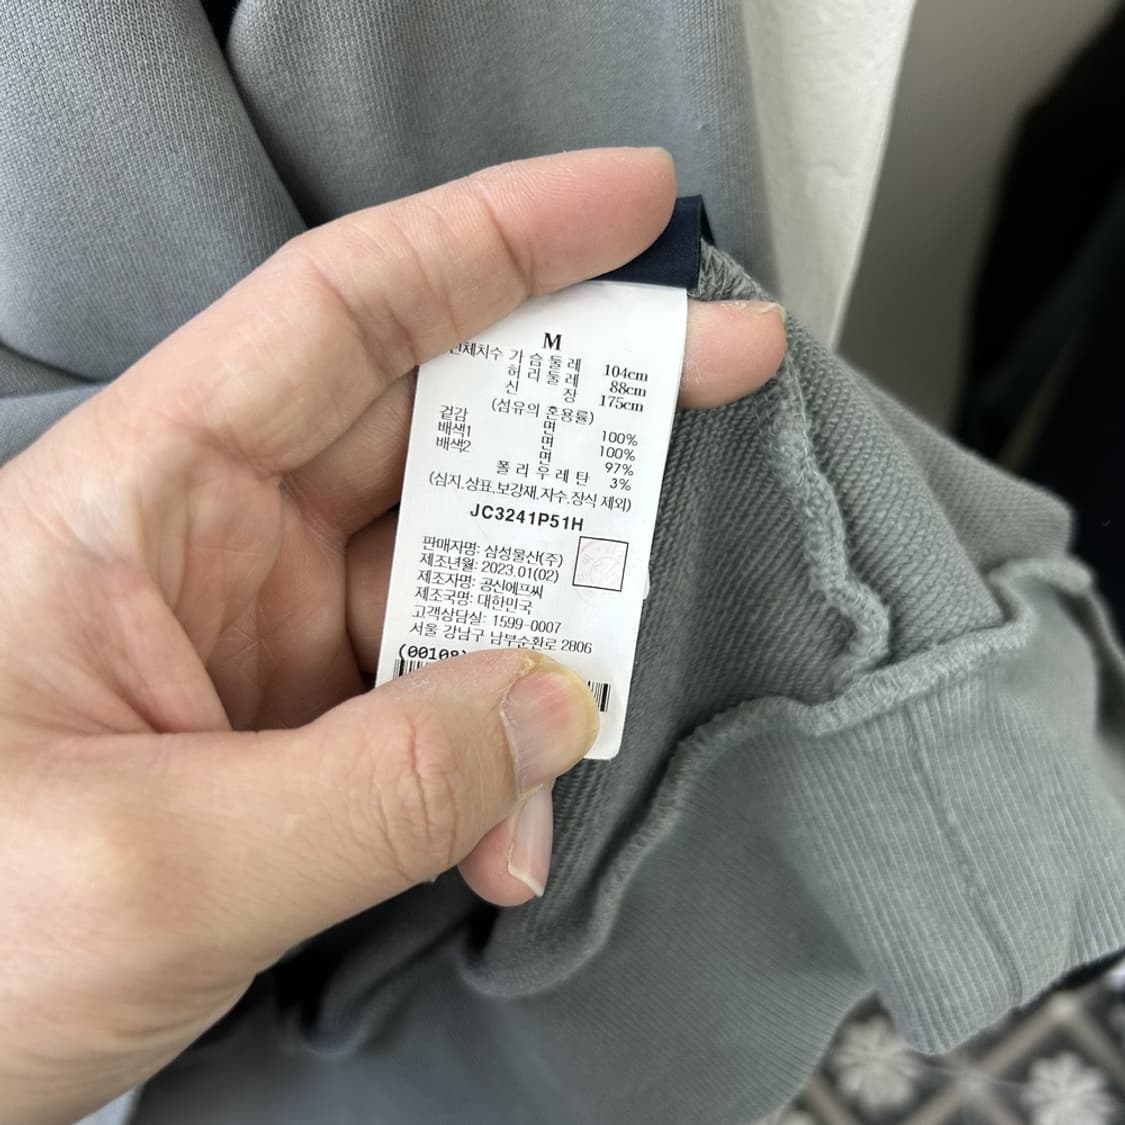 M
신체치수 가슴둘레 104cm
허리둘레 88cm
신장 175cm
(섬유의 혼용률)
겉감 면 100%
배색1 면 100%
배색2 면 97%
폴리우레탄 3%
(심지,상표,보강재,자수,장식 제외)
JC3241P51H
판매자명: 삼성물산(주)
제조년월: 2023.01(02)
제조자명: 공신에프씨
제조국명: 대한민국
고객상담실: 1599-0007
서울 강남구 남부순환로 2806
(00108)